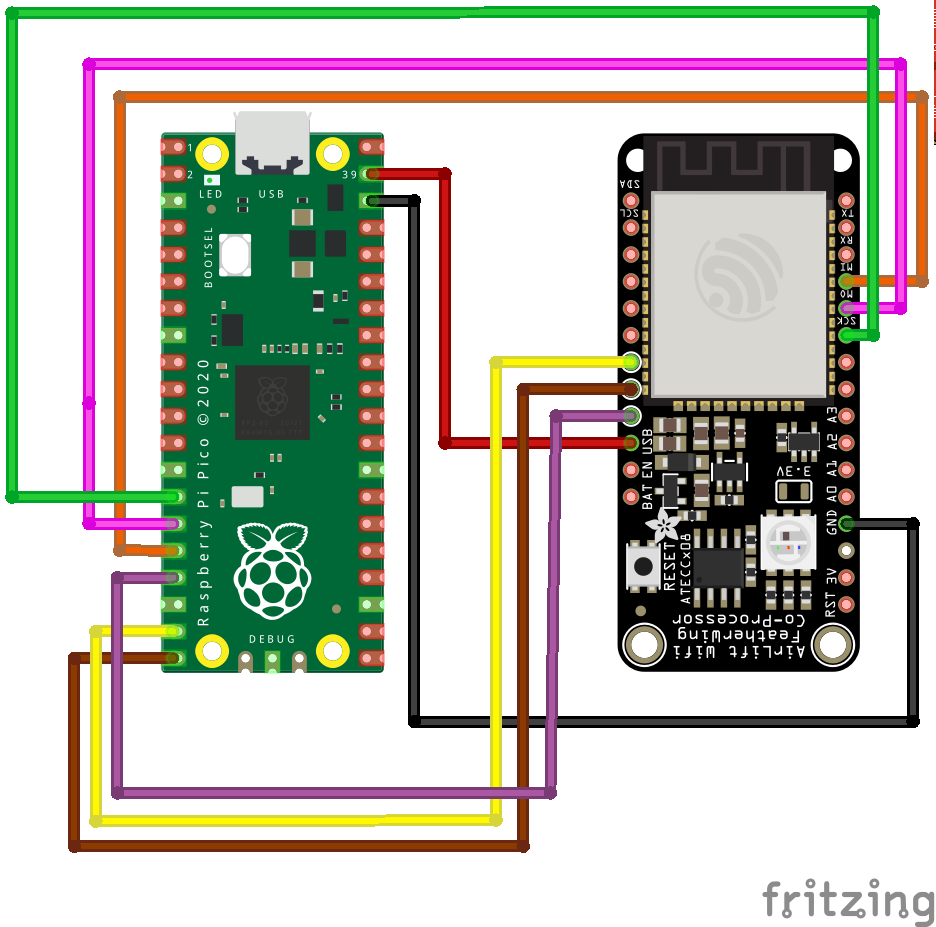 1
2
39
LED
USB
BOOTSEL
Raspberry Pi Pico ©2020
DEBUG
SDA
SCL
TX
RX
MI
MO
SCK
A3
A2
A1
A0
GND
3V
RST
USB
EN
BAT
3.3V
RESET
ATECCx08
AirLift Wifi
FeatherWing
Co-Processor
fritzing